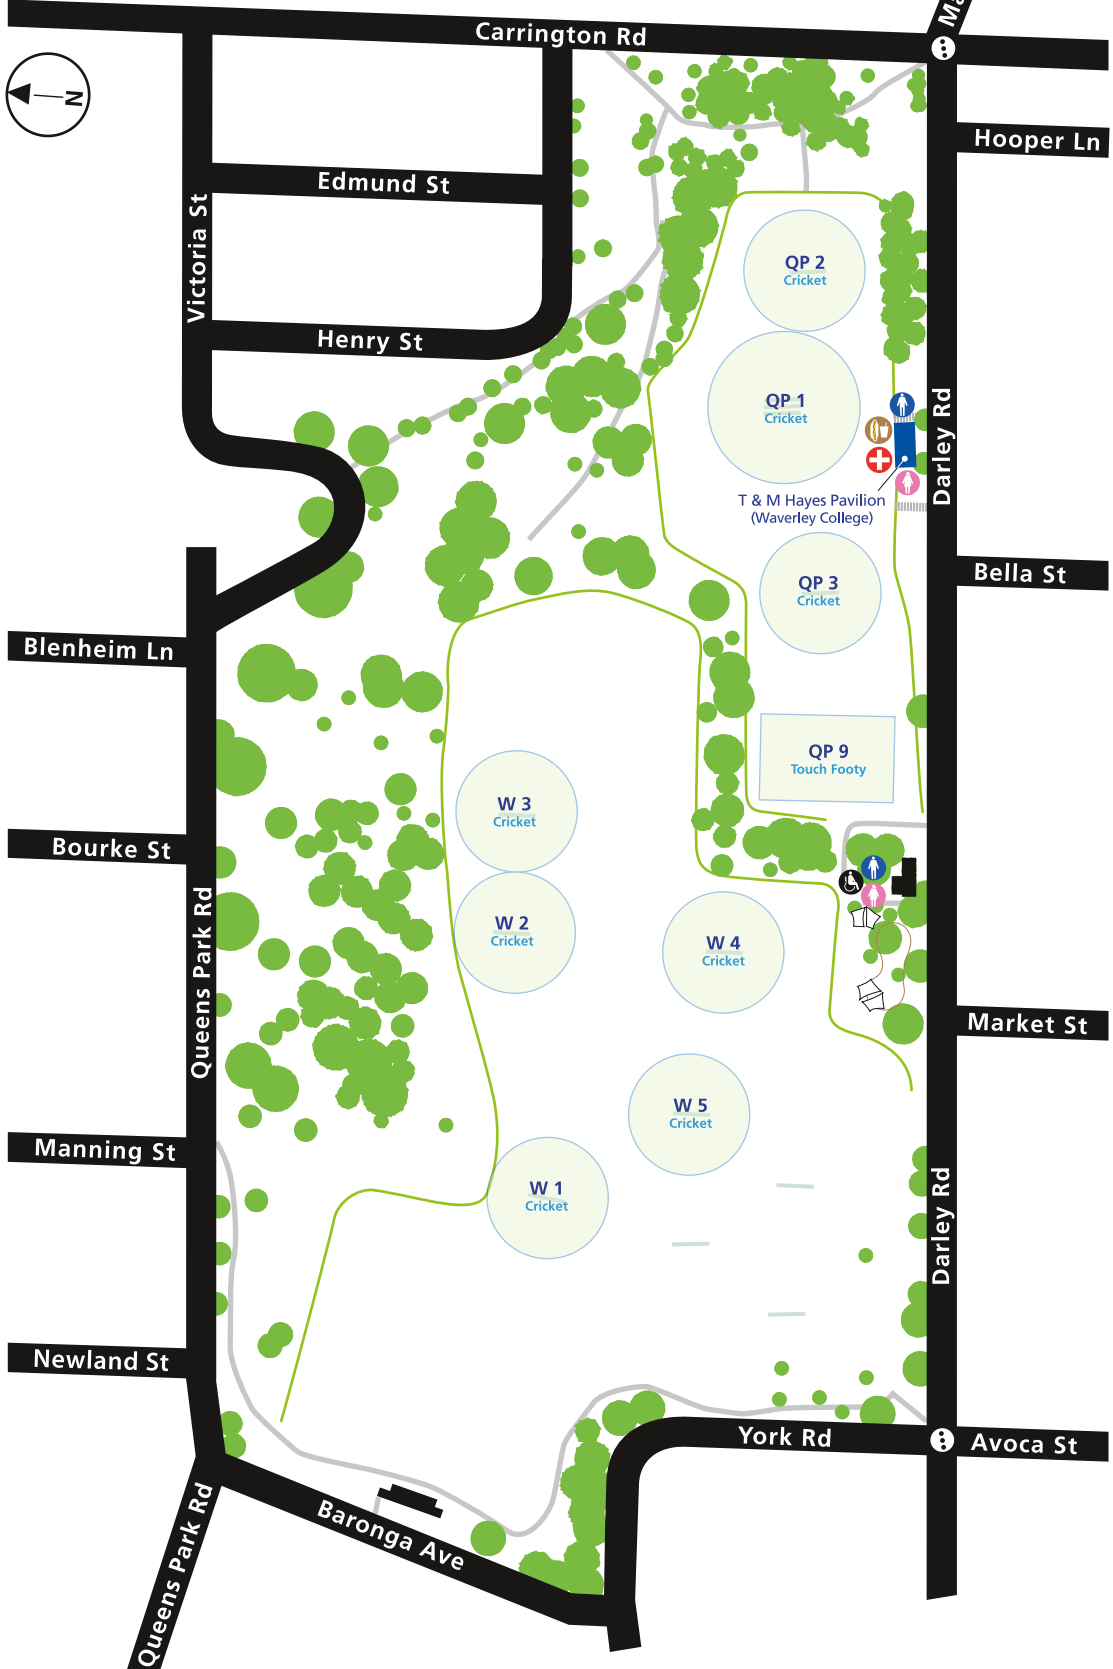 Ma
Carrington Rd
N
Hooper Ln
Edmund St
Victoria St
QP 2
Cricket
Henry St
QP 1
Cricket
Darley Rd
T & M Hayes Pavilion
(Waverley College)
Bella St
QP 3
Cricket
Blenheim Ln
QP 9
Touch Footy
W 3
Cricket
Bourke St
W 2
Cricket
W 4
Cricket
Queens Park Rd
Market St
W 5
Cricket
Manning St
W 1
Cricket
Darley Rd
Newland St
York Rd
Avoca St
Baronga Ave
Queens Park Rd